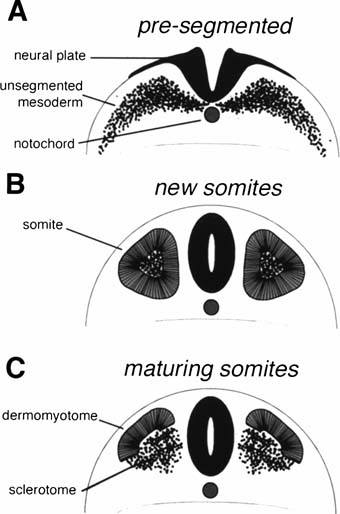 A
pre-segmented
neural plate
unsegmented
mesoderm
notochord
B
new somites
somite
C
maturing somites
dermomyotome
sclerotome